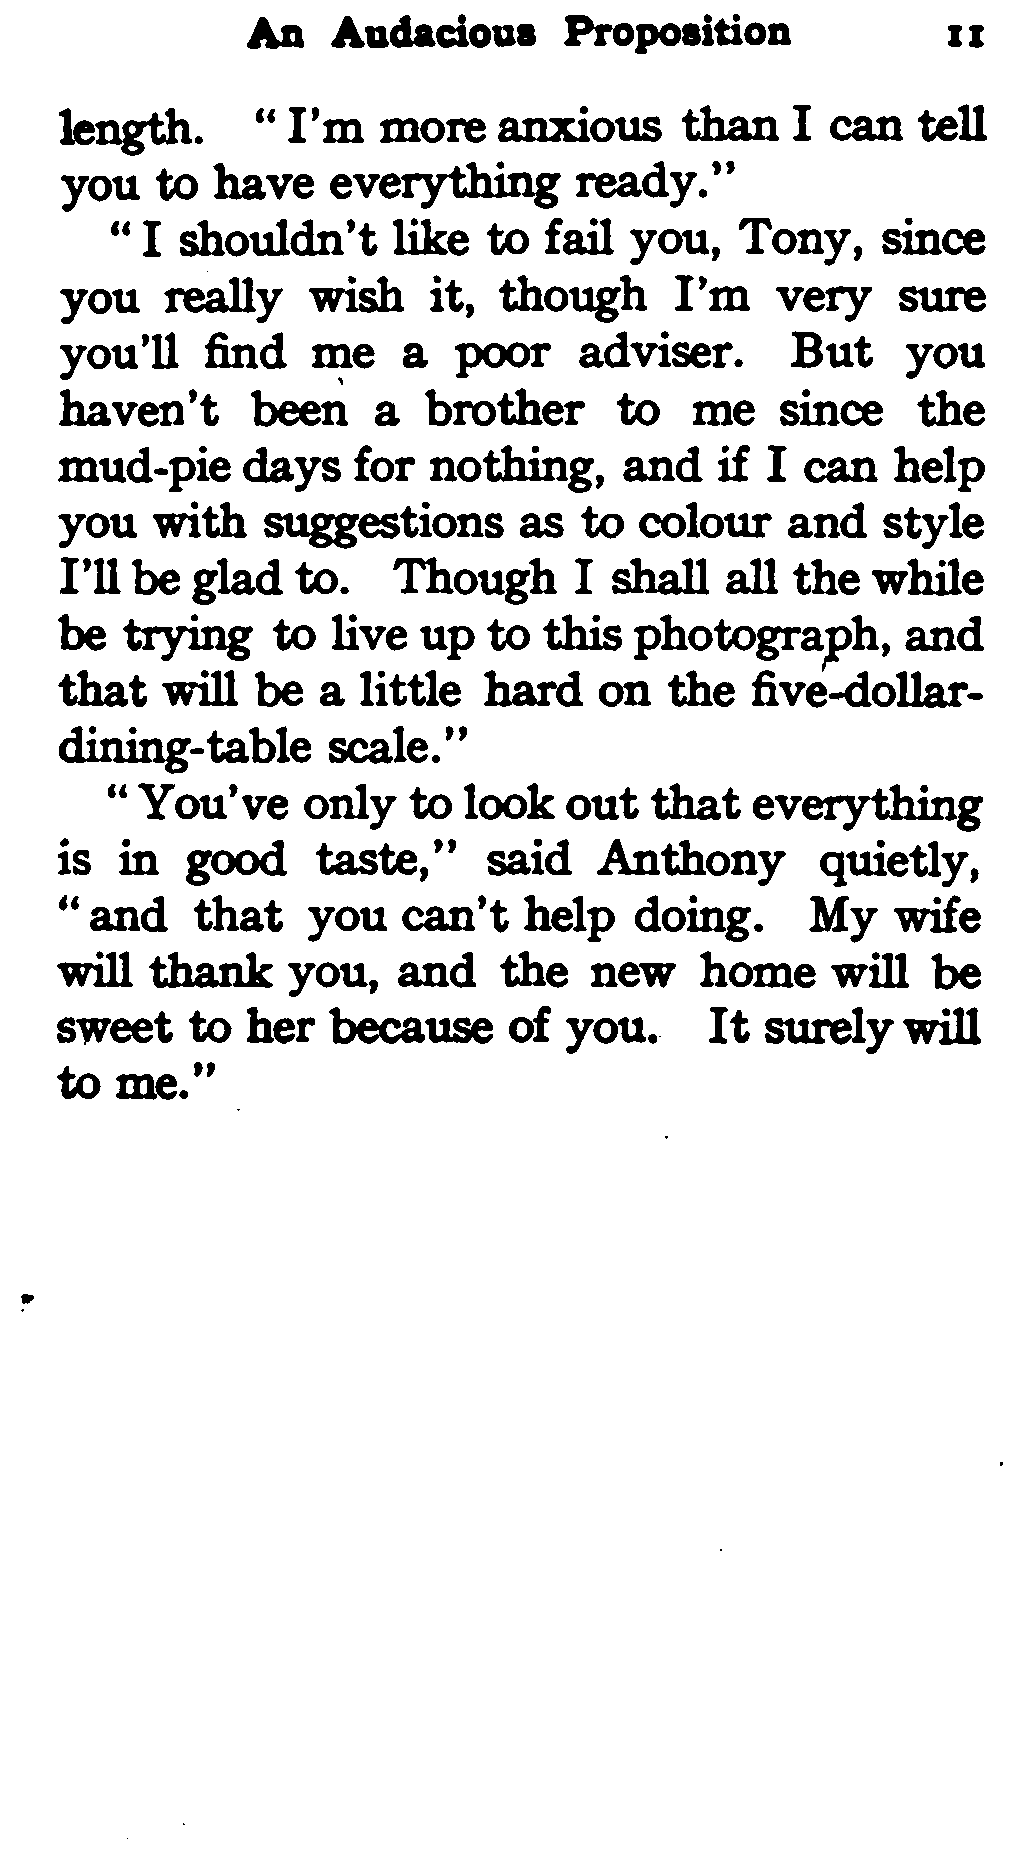 An Audacious Proposition 11
length. "I'm more anxious than I can tell
you to have everything ready."
"I shouldn't like to fail you, Tony, since
you really wish it, though I'm very sure
you'll find me a poor adviser. But you
haven't been a brother to me since the
mud-pie days for nothing, and if I can help
you with suggestions as to colour and style
I'll be glad to. Though I shall all the while
be trying to live up to this photograph, and
that will be a little hard on the five-dollar-
dining-table scale."
"You've only to look out that everything
is in good taste," said Anthony quietly,
"and that you can't help doing. My wife
will thank you, and the new home will be
sweet to her because of you. It surely will
to me."